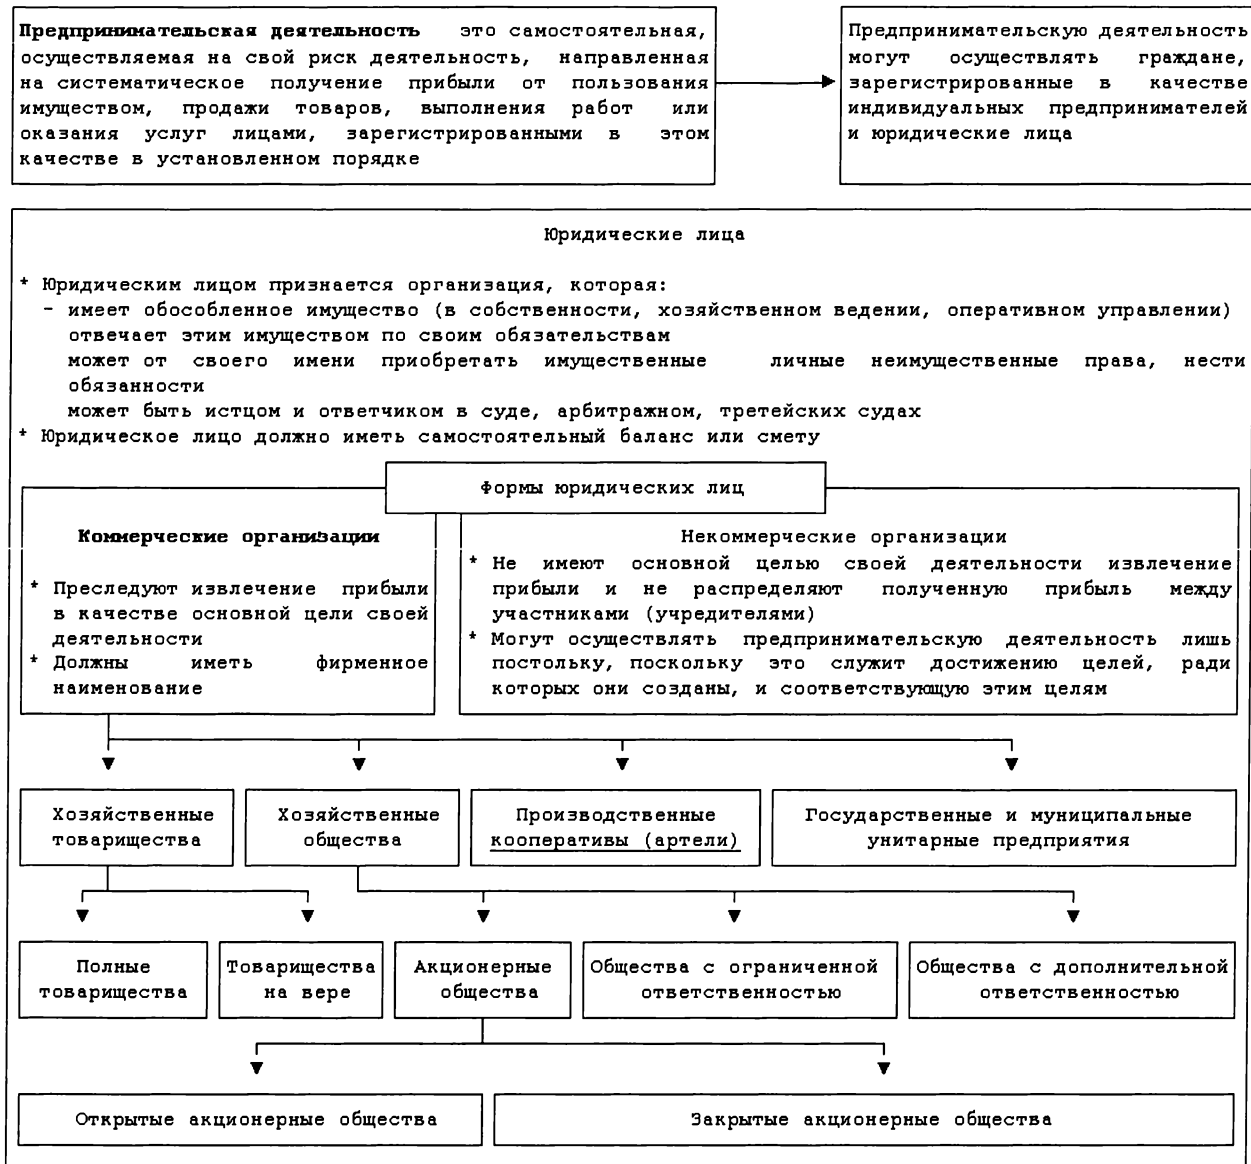 Предпринимательская деятельность это самостоятельная,
осуществляемая на свой риск деятельность, направленная
на систематическое получение прибыли от пользования
имуществом, продажи товаров, выполнения работ или
оказания услуг лицами, зарегистрированными в этом
качестве в установленном порядке
Предпринимательскую деятельность
могут осуществлять граждане,
зарегистрированные в качестве
индивидуальных предпринимателей
и юридические лица
Юридические лица
* Юридическим лицом признается организация, которая:
- имеет обособленное имущество (в собственности, хозяйственном ведении, оперативном управлении)
отвечает этим имуществом по своим обязательствам
может от своего имени приобретать имущественные личные неимущественные права, нести
обязанности
может быть истцом и ответчиком в суде, арбитражном, третейских судах
* Юридическое лицо должно иметь самостоятельный баланс или смету
Формы юридических лиц
Коммерческие организации
* Преследуют извлечение прибыли
в качестве основной цели своей
деятельности
* Должны иметь фирменное
наименование
Некоммерческие организации
* Не имеют основной целью своей деятельности извлечение
прибыли и не распределяют полученную прибыль между
участниками (учредителями)
* Могут осуществлять предпринимательскую деятельность лишь
постольку, поскольку это служит достижению целей, ради
которых они созданы, и соответствующую этим целям
Хозяйственные
товарищества
Хозяйственные
общества
Производственные
кооперативы (артели)
Государственные и муниципальные
унитарные предприятия
Полные
товарищества
Товарищества
на вере
Акционерные
общества
Общества с ограниченной
ответственностью
Общества с дополнительной
ответственностью
Открытые акционерные общества
Закрытые акционерные общества